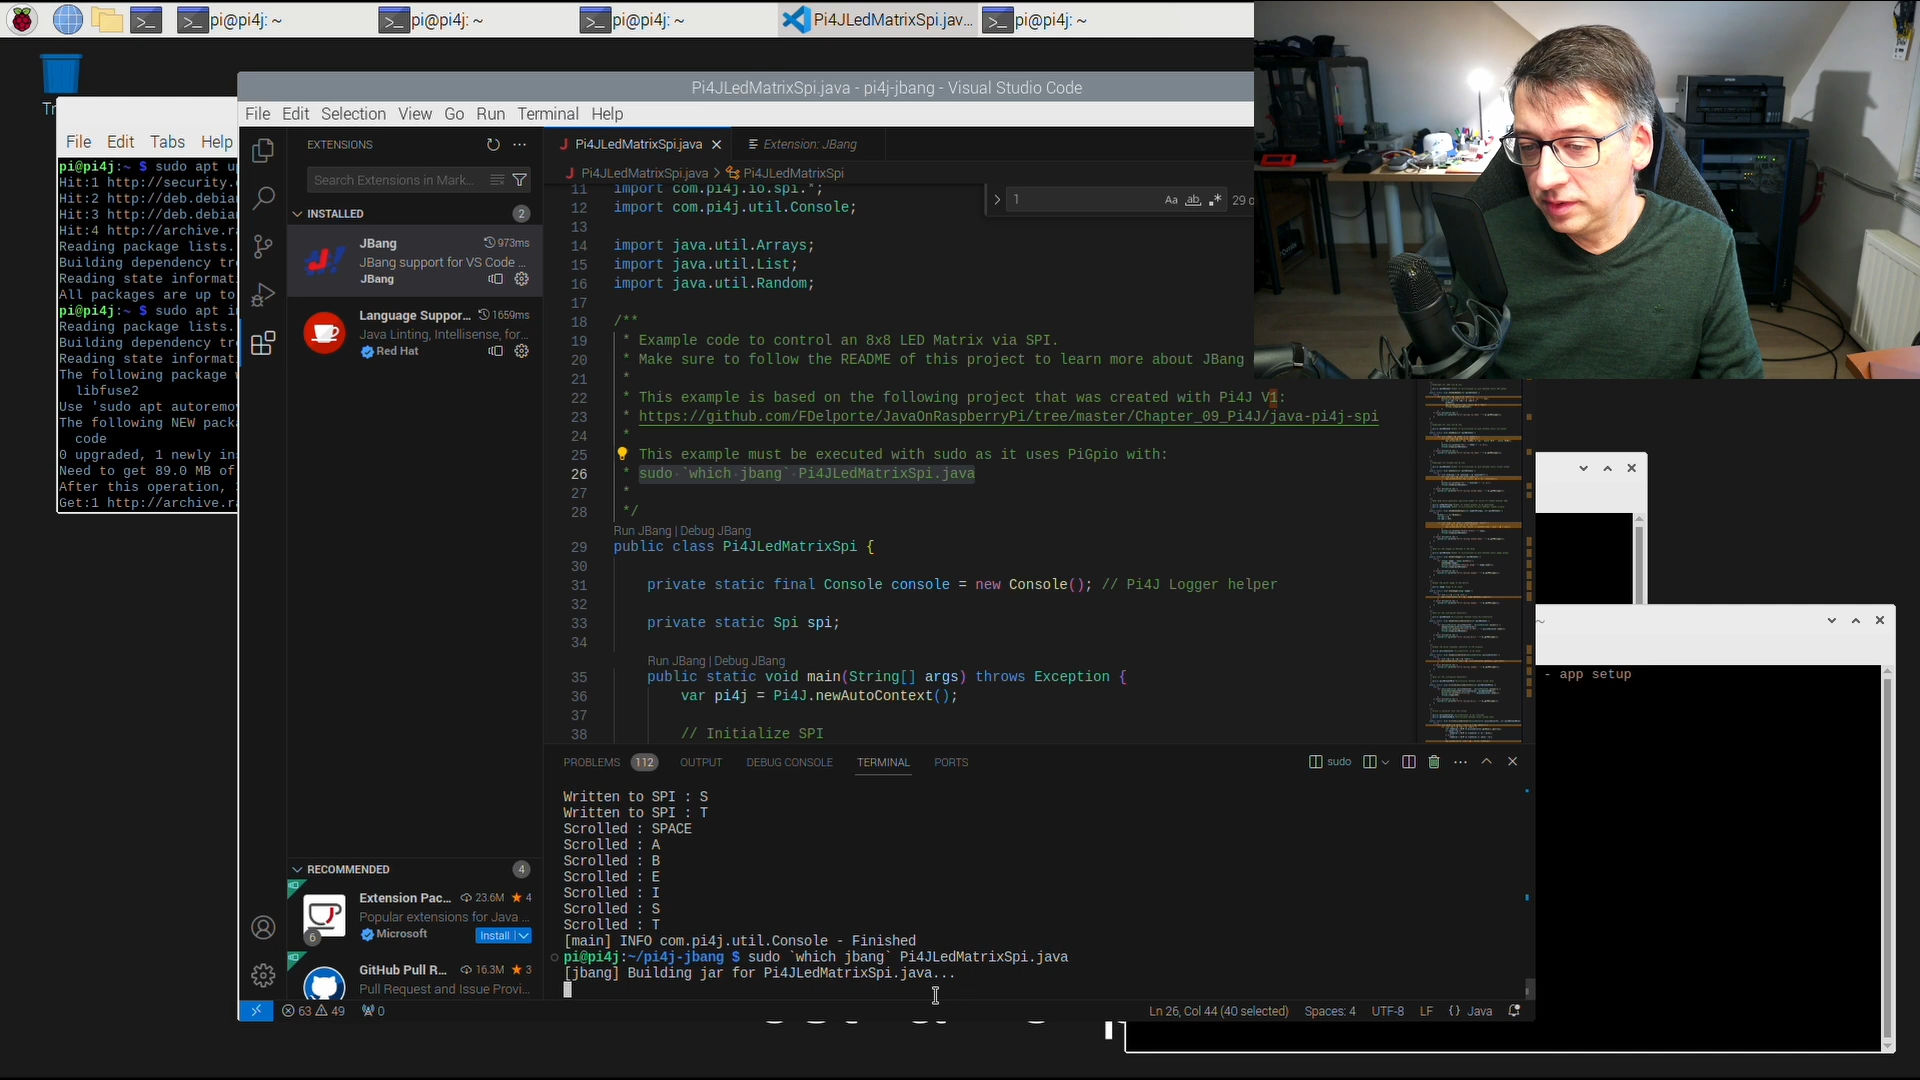 pi@pi4j: ~
pi@pi4j: ~
pi@pi4j: ~
Pi4JLedMatrixSpi.jav...
pi@pi4j: ~
Pi4JLedMatrixSpi.java - pi4j-jbang - Visual Studio Code
File Edit Selection View Go Run Terminal Help
File Edit Tabs Help
pi@pi4j:~ $ sudo apt up
Hit:1 http://security.
Hit:2 http://deb.debia
Hit:3 http://deb.debia
Hit:4 http://archive.ra
Reading package lists.
Building dependency tre
Reading state informat
All packages are up to
pi@pi4j:~ $ sudo apt in
Reading package lists.
Building dependency tre
Reading state informat
The following package w
libfuse2
Use 'sudo apt autoremov
The following NEW packa
code
0 upgraded, 1 newly ins
Need to get 89.0 MB of
After this operation,
Get:1 http://archive.ra
EXTENSIONS
Search Extensions in Mark...
INSTALLED 2
JBang 973ms
JBang support for VS Code ...
JBang
Language Suppor... 1659ms
Java Linting, Intellisense, for...
Red Hat
RECOMMENDED 4
Extension Pac... 23.6M ★ 4
Popular extensions for Java ...
Microsoft Install
6
GitHub Pull R... 16.3M ★ 3
Pull Request and Issue Provi...
Pi4JLedMatrixSpi.java Extension: JBang
Pi4JLedMatrixSpi.java > Pi4JLedMatrixSpi
1 Aa ab .* 29 o
11 import com.pi4j.io.spi.*;
12 import com.pi4j.util.Console;
13
14 import java.util.Arrays;
15 import java.util.List;
16 import java.util.Random;
17
18 /**
19 * Example code to control an 8x8 LED Matrix via SPI.
20 * Make sure to follow the README of this project to learn more about JBang
21 *
22 * This example is based on the following project that was created with Pi4J V1:
23 * https://github.com/FDelporte/JavaOnRaspberryPi/tree/master/Chapter_09_Pi4J/java-pi4j-spi
24 *
25 * This example must be executed with sudo as it uses PiGpio with:
26 * sudo `which jbang` Pi4JLedMatrixSpi.java
27 *
28 */
Run JBang | Debug JBang
29 public class Pi4JLedMatrixSpi {
30
31 private static final Console console = new Console(); // Pi4J Logger helper
32
33 private static Spi spi;
34
Run JBang | Debug JBang
35 public static void main(String[] args) throws Exception {
36 var pi4j = Pi4J.newAutoContext();
37
38 // Initialize SPI
PROBLEMS 112 OUTPUT DEBUG CONSOLE TERMINAL PORTS sudo
Written to SPI : S
Written to SPI : T
Scrolled : SPACE
Scrolled : A
Scrolled : B
Scrolled : E
Scrolled : I
Scrolled : S
Scrolled : T
[main] INFO com.pi4j.util.Console - Finished
pi@pi4j:~/pi4j-jbang $ sudo `which jbang` Pi4JLedMatrixSpi.java
[jbang] Building jar for Pi4JLedMatrixSpi.java...
63 49 0 Ln 26, Col 44 (40 selected) Spaces: 4 UTF-8 LF {} Java
- app setup